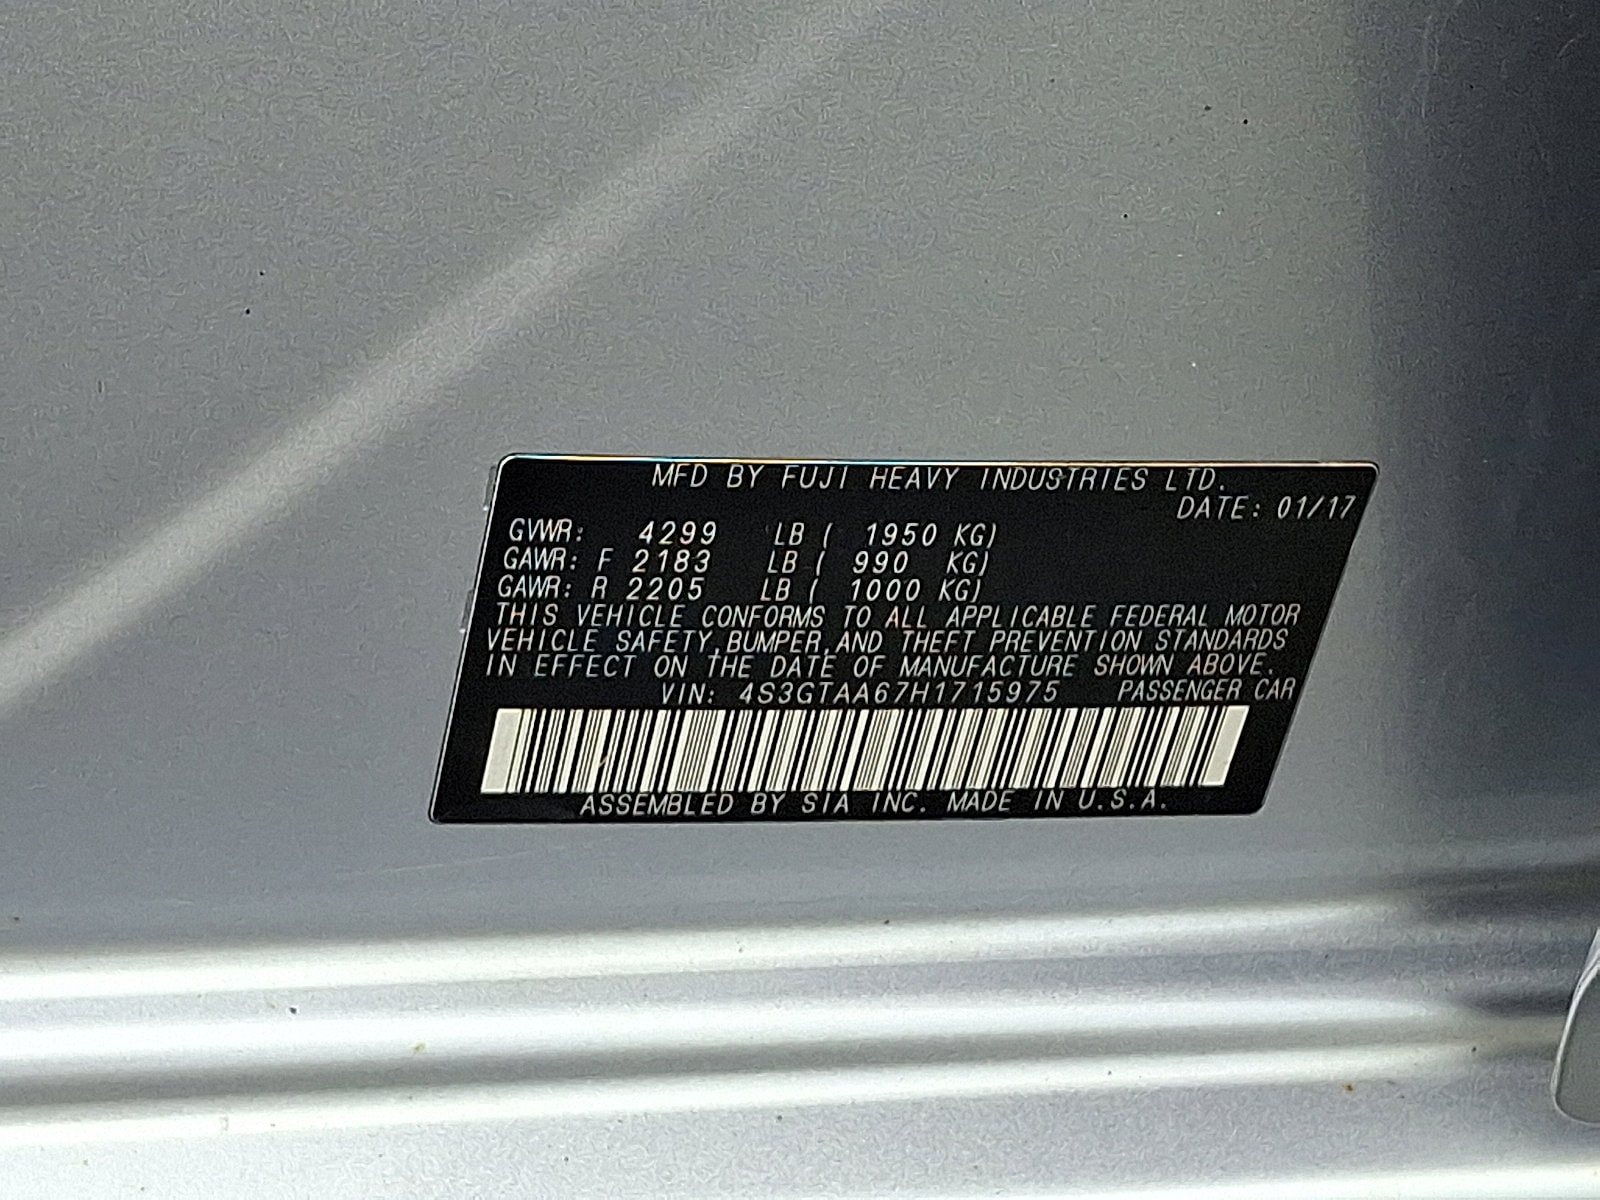 MFD BY FUJI HEAVY INDUSTRIES LTD.
DATE: 01/17
GVWR: 4299 LB ( 1950 KG)
GAWR: F 2183 LB ( 990 KG)
GAWR: R 2205 LB ( 1000 KG)
THIS VEHICLE CONFORMS TO ALL APPLICABLE FEDERAL MOTOR
VEHICLE SAFETY,BUMPER,AND THEFT PREVENTION STANDARDS
IN EFFECT ON THE DATE OF MANUFACTURE SHOWN ABOVE.
VIN: 4S3GTAA67H1715975 PASSENGER CAR
ASSEMBLED BY SIA INC. MADE IN U.S.A.